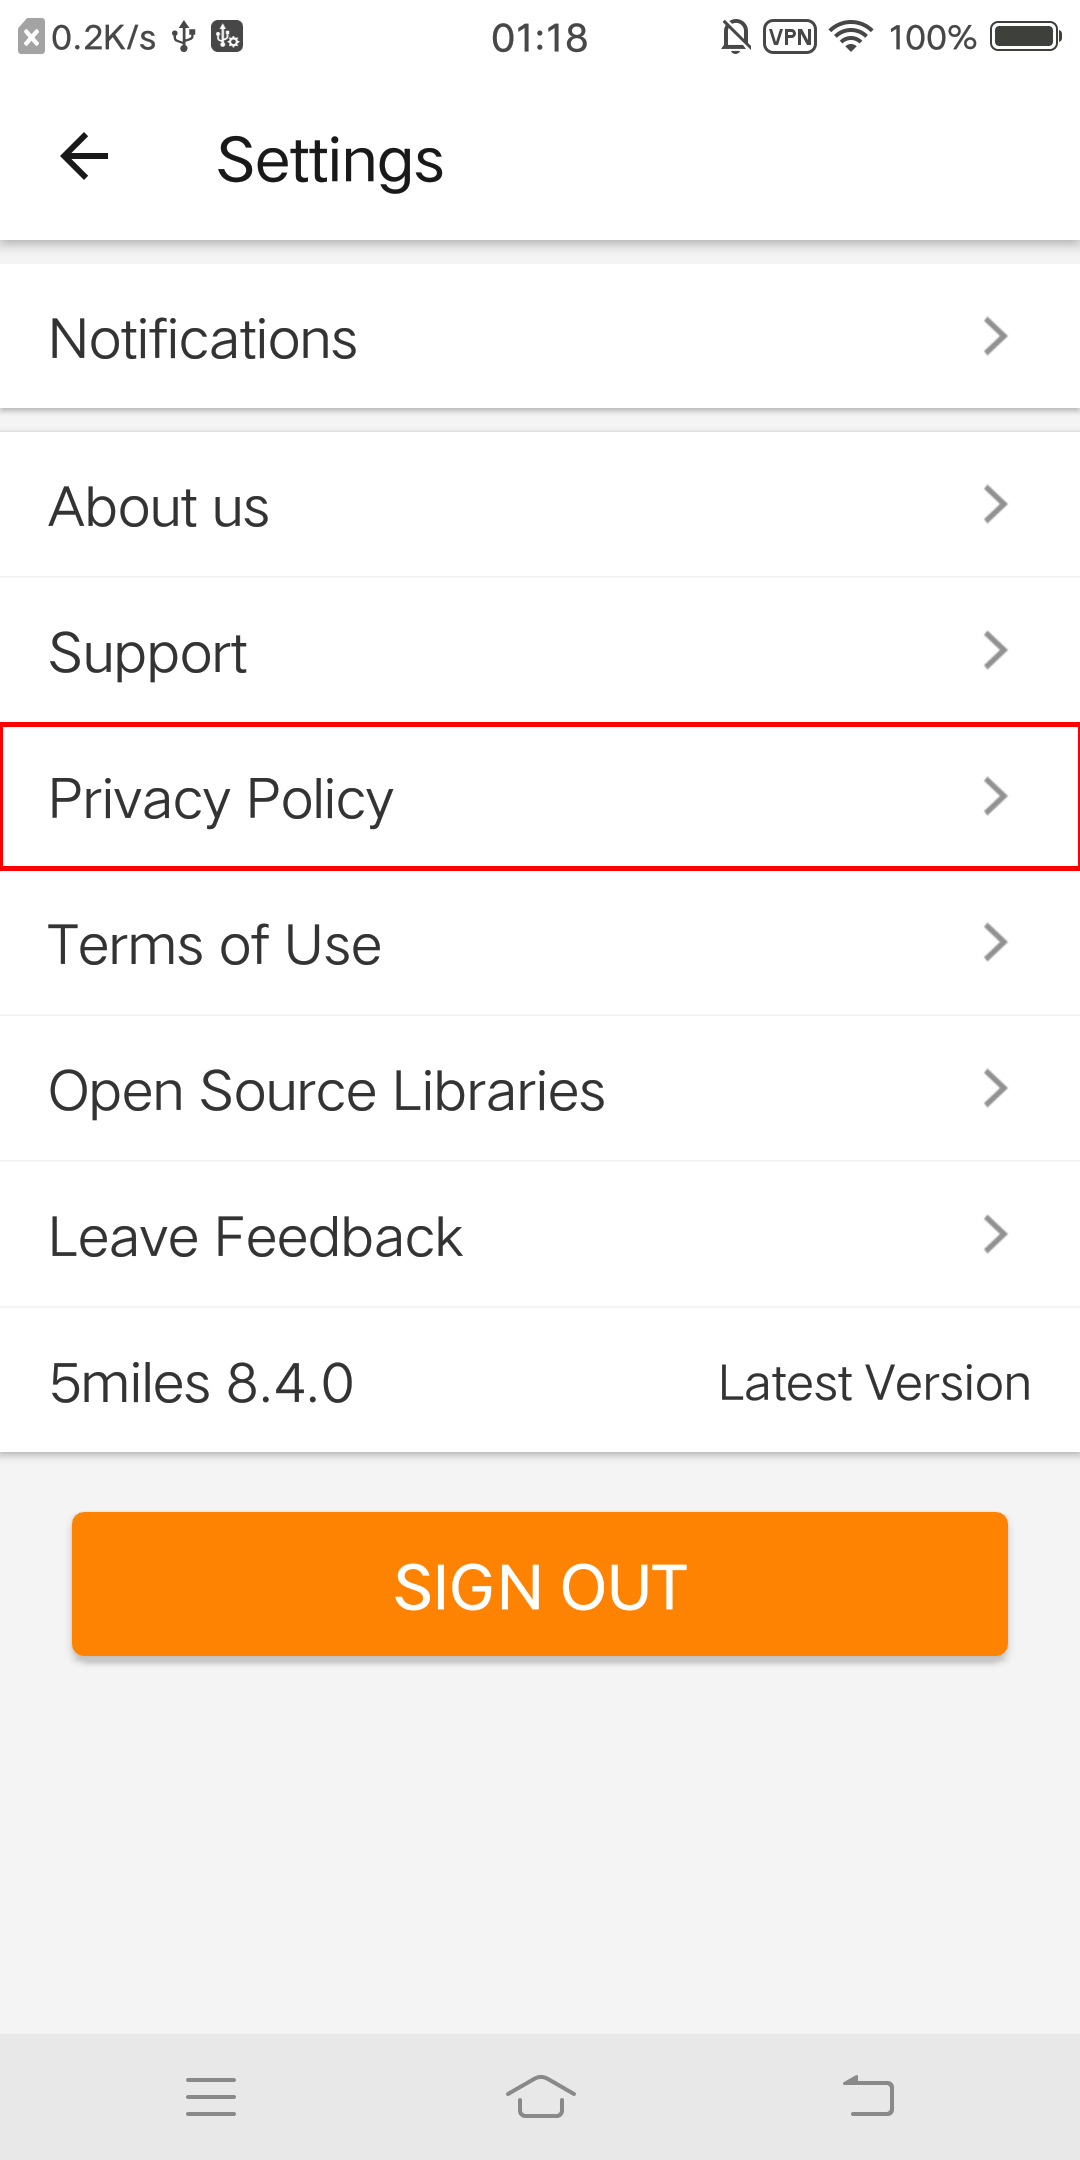 0.2K/s 01:18 VPN 100%
Settings
Notifications
About us
Support
Privacy Policy
Terms of Use
Open Source Libraries
Leave Feedback
5miles 8.4.0 Latest Version
SIGN OUT